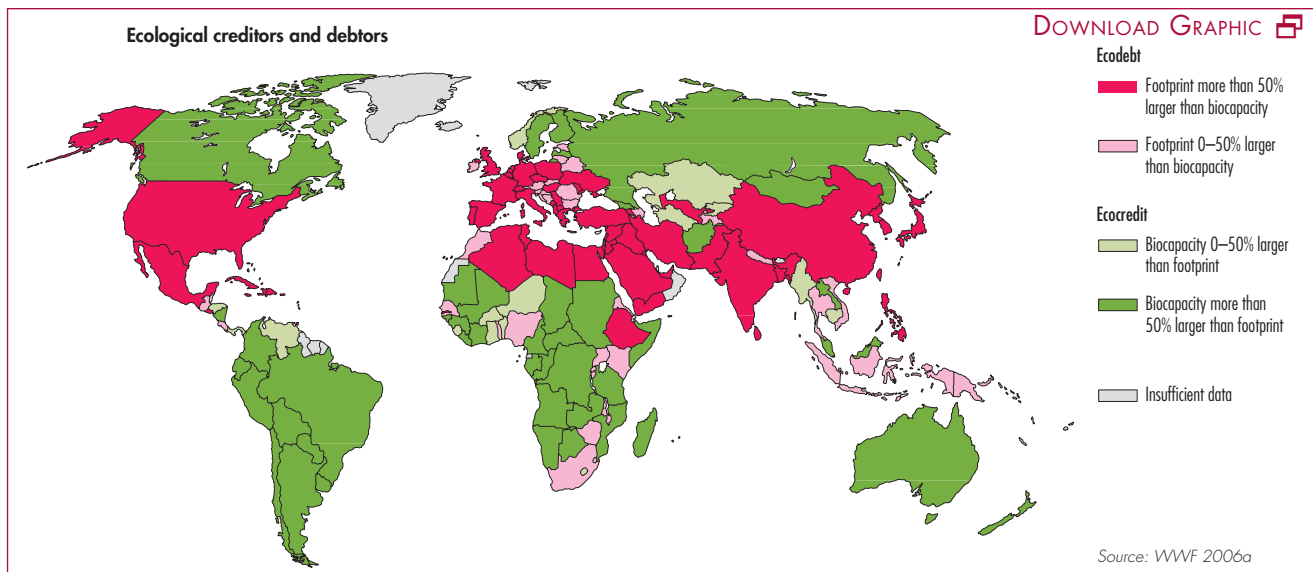 Ecological creditors and debtors
DOWNLOAD GRAPHIC
Ecodebt
Footprint more than 50%
larger than biocapacity
Footprint 0–50% larger
than biocapacity
Ecocredit
Biocapacity 0–50% larger
than footprint
Biocapacity more than
50% larger than footprint
Insufficient data
Source: WWF 2006a